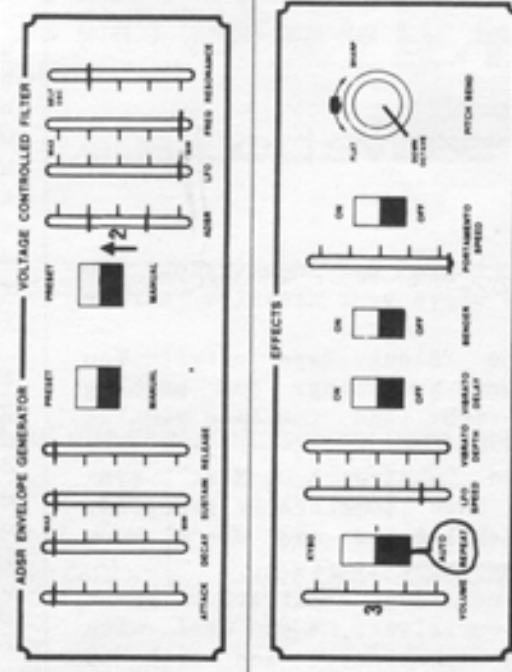 ADSR ENVELOPE GENERATOR
VOLTAGE CONTROLLED FILTER
MAX
MIN
ATTACK
DECAY
SUSTAIN
RELEASE
PRESET
MANUAL
PRESET
MANUAL
2
ADSR
LFO
FREQ
RESONANCE
MAX
MIN
SELF
OSC
EFFECTS
3
VOLUME
KYBD
AUTO
REPEAT
LFO
SPEED
VIBRATO
DEPTH
ON
OFF
VIBRATO
DELAY
ON
OFF
BENDER
PORTAMENTO
SPEED
ON
OFF
SHARP
FLAT
DOWN
OCTAVE
PITCH BEND